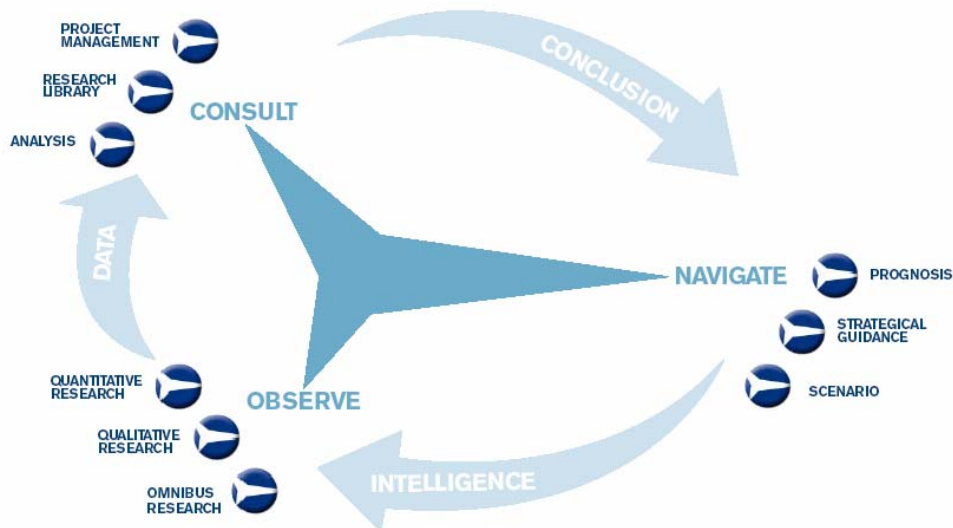 PROJECT
MANAGEMENT
RESEARCH
LIBRARY
ANALYSIS
CONSULT
CONCLUSION
DATA
NAVIGATE
PROGNOSIS
STRATEGICAL
GUIDANCE
SCENARIO
QUANTITATIVE
RESEARCH
OBSERVE
QUALITATIVE
RESEARCH
OMNIBUS
RESEARCH
INTELLIGENCE